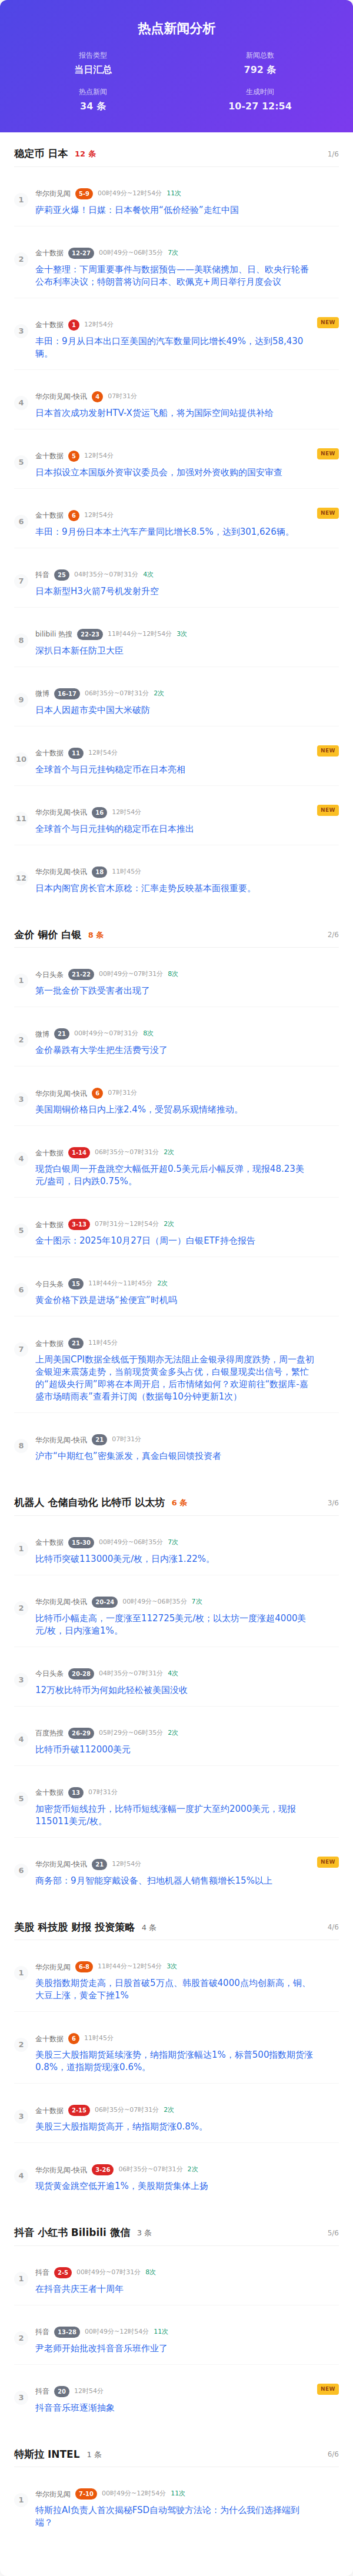 热点新闻分析
报告类型
当日汇总
新闻总数
792 条
热点新闻
34 条
生成时间
10-27 12:54
稳定币 日本 12 条 1/6
1
华尔街见闻 5-9 00时49分~12时54分 11次
萨莉亚火爆！日媒：日本餐饮用“低价经验”走红中国
2
金十数据 12-27 00时49分~06时35分 7次
金十整理：下周重要事件与数据预告——美联储携加、日、欧央行轮番
公布利率决议；特朗普将访问日本、欧佩克+周日举行月度会议
3
金十数据 1 12时54分 NEW
丰田：9月从日本出口至美国的汽车数量同比增长49%，达到58,430
辆。
4
华尔街见闻-快讯 4 07时31分
日本首次成功发射HTV-X货运飞船，将为国际空间站提供补给
5
金十数据 5 12时54分 NEW
日本拟设立本国版外资审议委员会，加强对外资收购的国安审查
6
金十数据 6 12时54分 NEW
丰田：9月份日本本土汽车产量同比增长8.5%，达到301,626辆。
7
抖音 25 04时35分~07时31分 4次
日本新型H3火箭7号机发射升空
8
bilibili 热搜 22-23 11时44分~12时54分 3次
深扒日本新任防卫大臣
9
微博 16-17 06时35分~07时31分 2次
日本人因超市卖中国大米破防
10
金十数据 11 12时54分 NEW
全球首个与日元挂钩稳定币在日本亮相
11
华尔街见闻-快讯 16 12时54分 NEW
全球首个与日元挂钩的稳定币在日本推出
12
华尔街见闻-快讯 18 11时45分
日本内阁官房长官木原稔：汇率走势反映基本面很重要。
金价 铜价 白银 8 条 2/6
1
今日头条 21-22 00时49分~07时31分 8次
第一批金价下跌受害者出现了
2
微博 21 00时49分~07时31分 8次
金价暴跌有大学生把生活费亏没了
3
华尔街见闻-快讯 6 07时31分
美国期铜价格日内上涨2.4%，受贸易乐观情绪推动。
4
金十数据 1-14 06时35分~07时31分 2次
现货白银周一开盘跳空大幅低开超0.5美元后小幅反弹，现报48.23美
元/盎司，日内跌0.75%。
5
金十数据 3-13 07时31分~12时54分 2次
金十图示：2025年10月27日（周一）白银ETF持仓报告
6
今日头条 15 11时44分~11时45分 2次
黄金价格下跌是进场“捡便宜”时机吗
7
金十数据 21 11时45分
上周美国CPI数据全线低于预期亦无法阻止金银录得周度跌势，周一盘初
金银迎来震荡走势，当前现货黄金多头占优，白银显现卖出信号，繁忙
的“超级央行周”即将在本周开启，后市情绪如何？欢迎前往“数据库-嘉
盛市场晴雨表”查看并订阅（数据每10分钟更新1次）
8
华尔街见闻-快讯 21 07时31分
沪市“中期红包”密集派发，真金白银回馈投资者
机器人 仓储自动化 比特币 以太坊 6 条 3/6
1
金十数据 15-30 00时49分~06时35分 7次
比特币突破113000美元/枚，日内涨1.22%。
2
华尔街见闻-快讯 20-24 00时49分~06时35分 7次
比特币小幅走高，一度涨至112725美元/枚；以太坊一度涨超4000美
元/枚，日内涨逾1%。
3
今日头条 20-28 04时35分~07时31分 4次
12万枚比特币为何如此轻松被美国没收
4
百度热搜 26-29 05时29分~06时35分 2次
比特币升破112000美元
5
金十数据 13 07时31分
加密货币短线拉升，比特币短线涨幅一度扩大至约2000美元，现报
115011美元/枚。
6
华尔街见闻-快讯 21 12时54分 NEW
商务部：9月智能穿戴设备、扫地机器人销售额增长15%以上
美股 科技股 财报 投资策略 4 条 4/6
1
华尔街见闻 6-8 11时44分~12时54分 3次
美股指数期货走高，日股首破5万点、韩股首破4000点均创新高，铜、
大豆上涨，黄金下挫1%
2
金十数据 6 11时45分
美股三大股指期货延续涨势，纳指期货涨幅达1%，标普500指数期货涨
0.8%，道指期货现涨0.6%。
3
金十数据 2-15 06时35分~07时31分 2次
美股三大股指期货高开，纳指期货涨0.8%。
4
华尔街见闻-快讯 3-26 06时35分~07时31分 2次
现货黄金跳空低开逾1%，美股期货集体上扬
抖音 小红书 Bilibili 微信 3 条 5/6
1
抖音 2-5 00时49分~07时31分 8次
在抖音共庆王者十周年
2
抖音 13-28 00时49分~12时54分 11次
尹老师开始批改抖音音乐班作业了
3
抖音 20 12时54分 NEW
抖音音乐班逐渐抽象
特斯拉 INTEL 1 条 6/6
1
华尔街见闻 7-10 00时49分~12时54分 11次
特斯拉AI负责人首次揭秘FSD自动驾驶方法论：为什么我们选择端到
端？